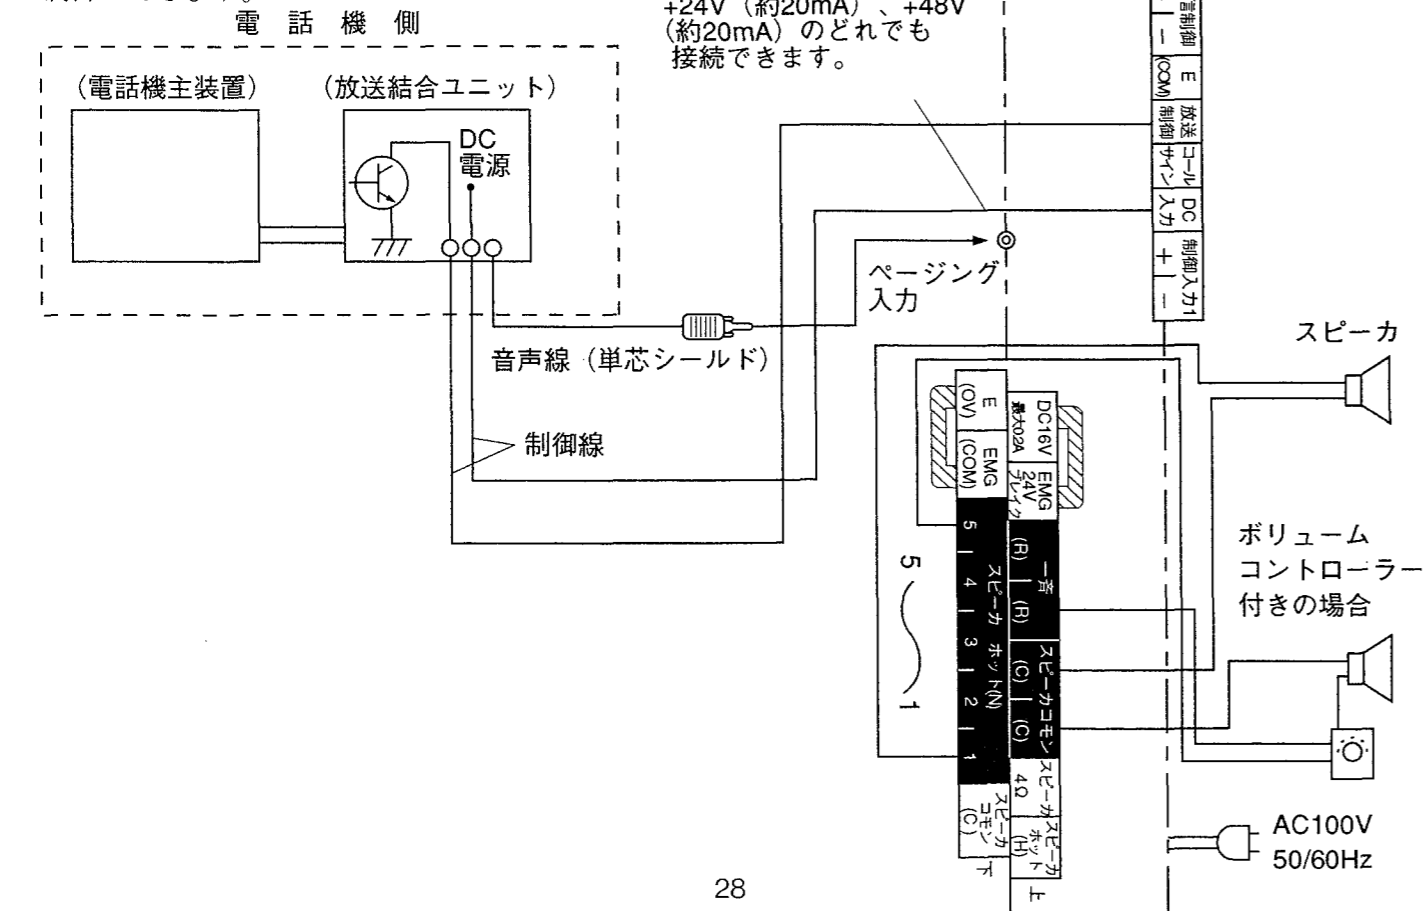 +24V（約20mA）、+48V
（約20mA）のどれでも
接続できます。
電話機側
（電話機主装置）
（放送結合ユニット）
DC
電源
ページング
入力
音声線（単芯シールド）
制御線
－
E
(COM)
放送
制御
コール
サイン
DC
入力
制御入力1
＋
－
スピーカ
E
(0V)
EMG
(COM)
DC16V
最大0.2A
EMG
24V
ブレイク
5
4
3
2
1
スピーカ ホット(N)
一斉
(R)
(R)
スピーカコモン
(C)
(C)
5
1
スピーカ
4Ω
スピーカ
ホット
(H)
スピーカ
コモン
(C)
下
上
ボリューム
コントローラー
付きの場合
AC100V
50/60Hz
28